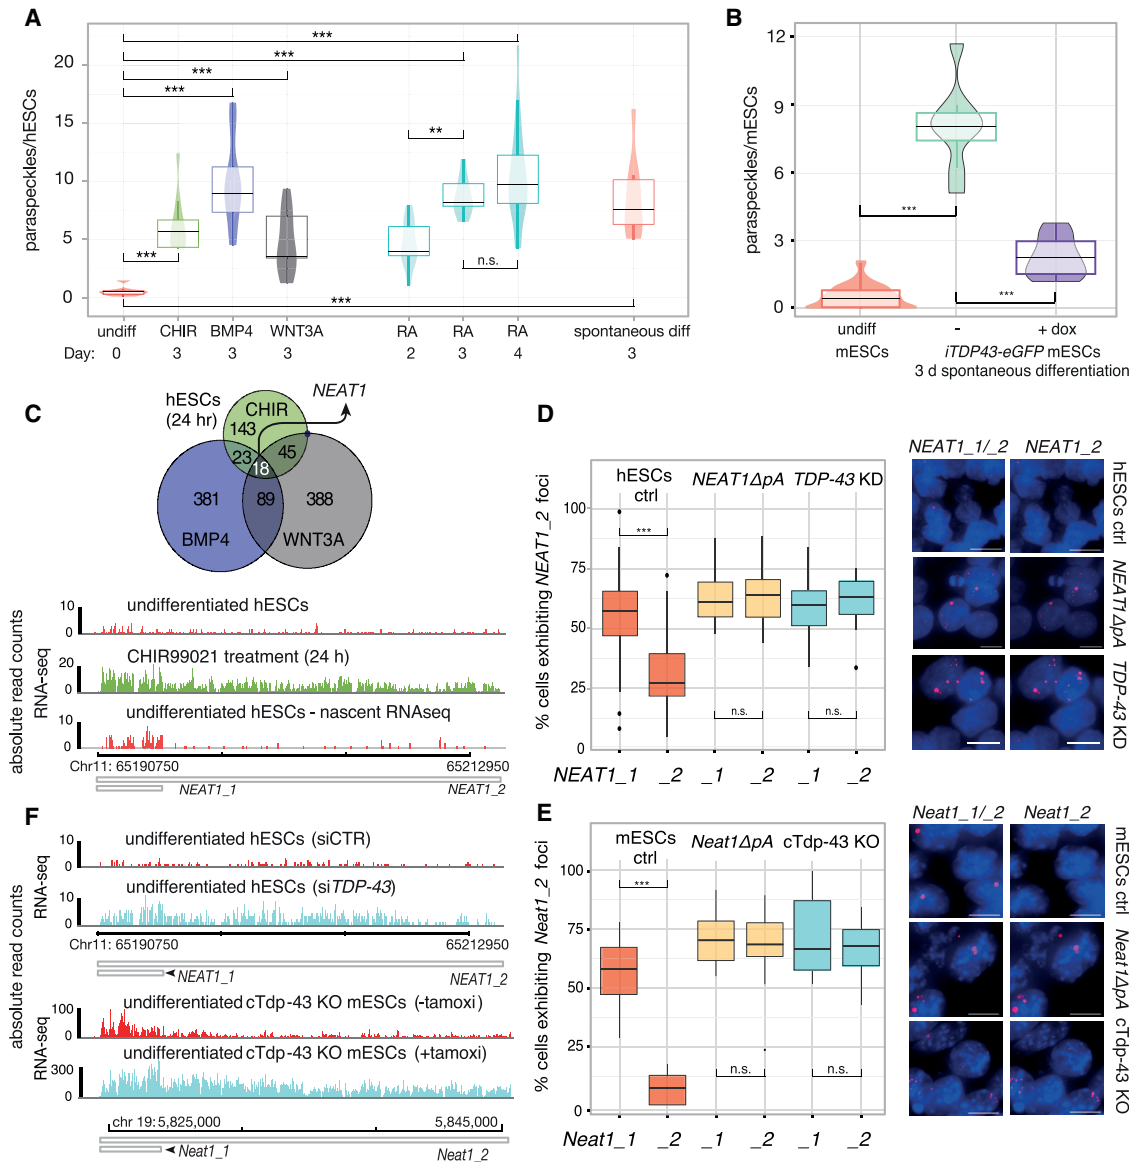 A
paraspeckles/hESCs
20
15
10
5
0
***
***
***
***
**
***
n.s.
***
undiff CHIR BMP4 WNT3A RA RA RA spontaneous diff
Day: 0 3 3 3 2 3 4 3
B
paraspeckles/mESCs
12
9
6
3
0
***
***
undiff - + dox
mESCs iTDP43-eGFP mESCs
3 d spontaneous differentiation
C
hESCs
(24 hr)
NEAT1
CHIR
143
23 45
18
381 89 388
BMP4 WNT3A
absolute read counts
RNA-seq
10
0
undifferentiated hESCs
20
0
CHIR99021 treatment (24 h)
10
0
undifferentiated hESCs - nascent RNAseq
Chr11: 65190750 65212950
NEAT1_1 NEAT1_2
D
% cells exhibiting NEAT1_2 foci
hESCs NEAT1ΔpA TDP-43 KD
ctrl
100
75
50
25
0
***
n.s. n.s.
NEAT1_1 _2 _1 _2 _1 _2
NEAT1_1/_2 NEAT1_2
hESCs ctrl
NEAT1ΔpA
TDP-43 KD
F
absolute read counts
RNA-seq
RNA-seq
10
0
undifferentiated hESCs (siCTR)
10
0
undifferentiated hESCs (siTDP-43)
Chr11: 65190750 65212950
NEAT1_1 NEAT1_2
100
0
undifferentiated cTdp-43 KO mESCs (-tamoxi)
300
0
undifferentiated cTdp-43 KO mESCs (+tamoxi)
chr 19:5,825,000 5,845,000
Neat1_1 Neat1_2
E
% cells exhibiting Neat1_2 foci
mESCs Neat1ΔpA cTdp-43 KO
ctrl
100
75
50
25
0
***
n.s. n.s.
Neat1_1 _2 _1 _2 _1 _2
Neat1_1/_2 Neat1_2
mESCs ctrl
Neat1ΔpA
cTdp-43 KO